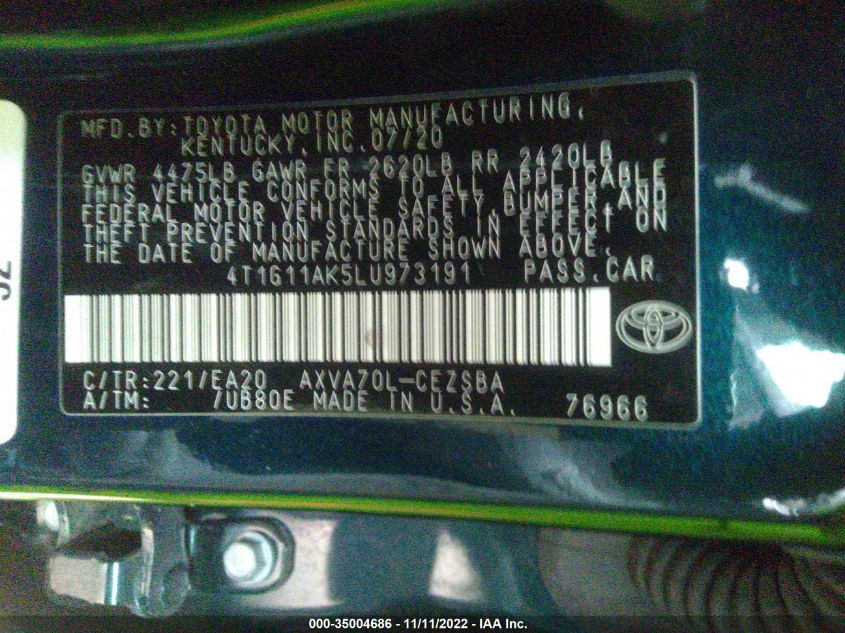 MFD.BY:TOYOTA MOTOR MANUFACTURING,
KENTUCKY,INC.07/20
GVWR 4475LB GAWR FR 2620LB RR 2420LB
THIS VEHICLE CONFORMS TO ALL APPLICABLE
FEDERAL MOTOR VEHICLE SAFETY,BUMPER,AND
THEFT PREVENTION STANDARDS IN EFFECT ON
THE DATE OF MANUFACTURE SHOWN ABOVE.
4T1G11AK5LU973191 PASS.CAR
C/TR:221/EA20 AXVA70L-CEZSBA
A/TM: /UB80E MADE IN U.S.A. 76966
000-35004686 - 11/11/2022 - IAA Inc.